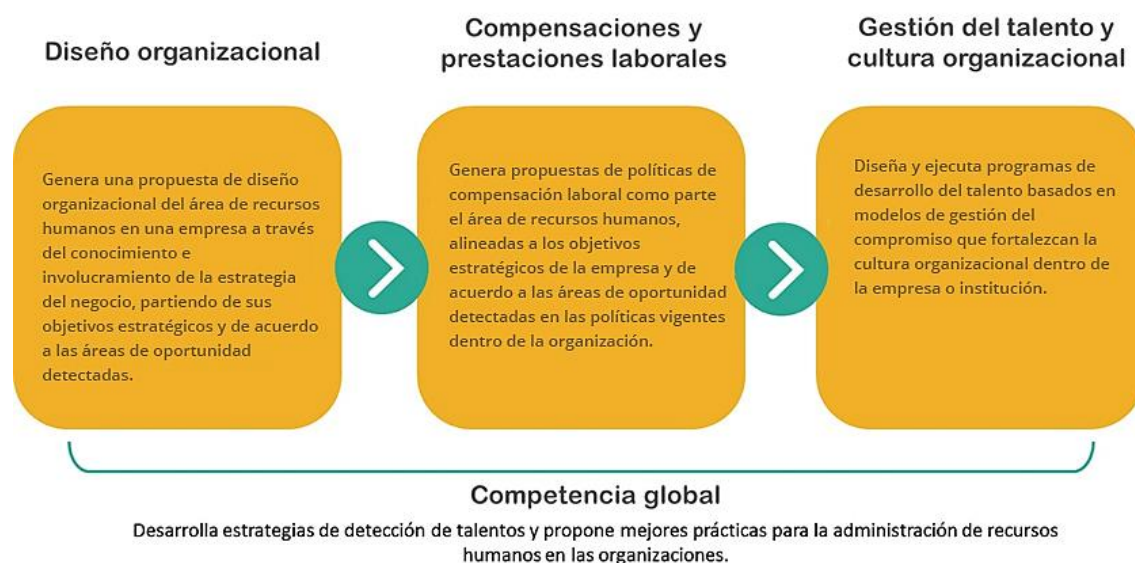 Diseño organizacional
Genera una propuesta de diseño
organizacional del área de recursos
humanos en una empresa a través
del conocimiento e
involucramiento de la estrategia
del negocio, partiendo de sus
objetivos estratégicos y de acuerdo
a las áreas de oportunidad
detectadas.
Compensaciones y
prestaciones laborales
Genera propuestas de políticas de
compensación laboral como parte
el área de recursos humanos,
alineadas a los objetivos
estratégicos de la empresa y de
acuerdo a las áreas de oportunidad
detectadas en las políticas vigentes
dentro de la organización.
Gestión del talento y
cultura organizacional
Diseña y ejecuta programas de
desarrollo del talento basados en
modelos de gestión del
compromiso que fortalezcan la
cultura organizacional dentro de
la empresa o institución.
Competencia global
Desarrolla estrategias de detección de talentos y propone mejores prácticas para la administración de recursos
humanos en las organizaciones.